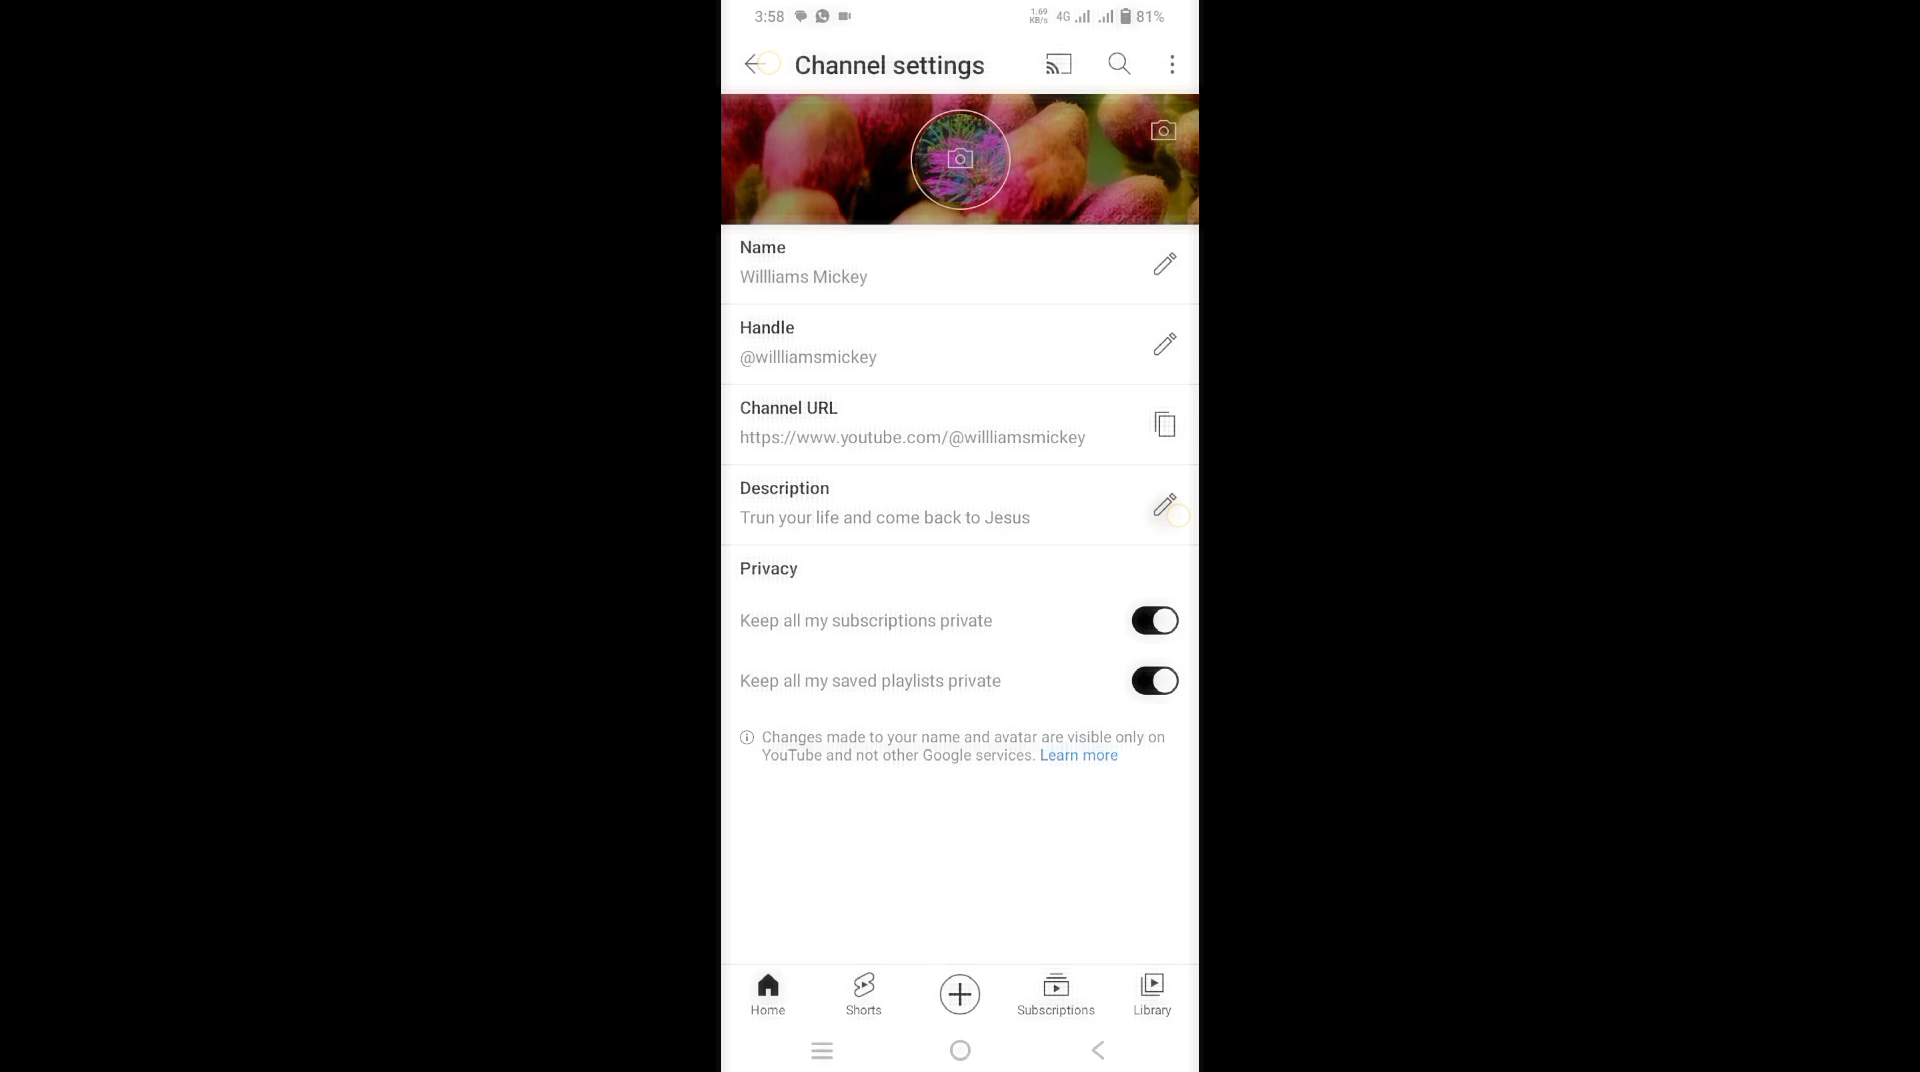 3:58 1.69 KB/s 4G 81%
Channel settings
Name
Willliams Mickey
Handle
@willliamsmickey
Channel URL
https://www.youtube.com/@willliamsmickey
Description
Trun your life and come back to Jesus
Privacy
Keep all my subscriptions private
Keep all my saved playlists private
Changes made to your name and avatar are visible only on
YouTube and not other Google services. Learn more
Home Shorts Subscriptions Library